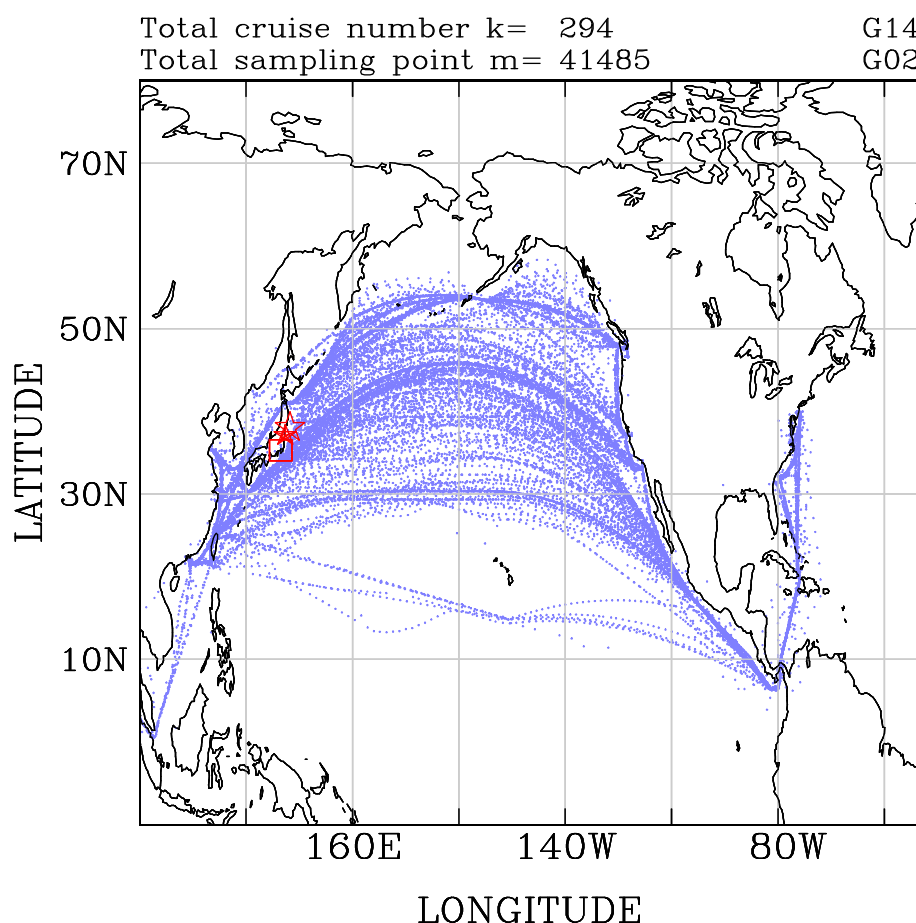 Total cruise number k= 294 G14
Total sampling point m= 41485 G02
70N
50N
30N
10N
LATITUDE
160E 140W 80W
LONGITUDE